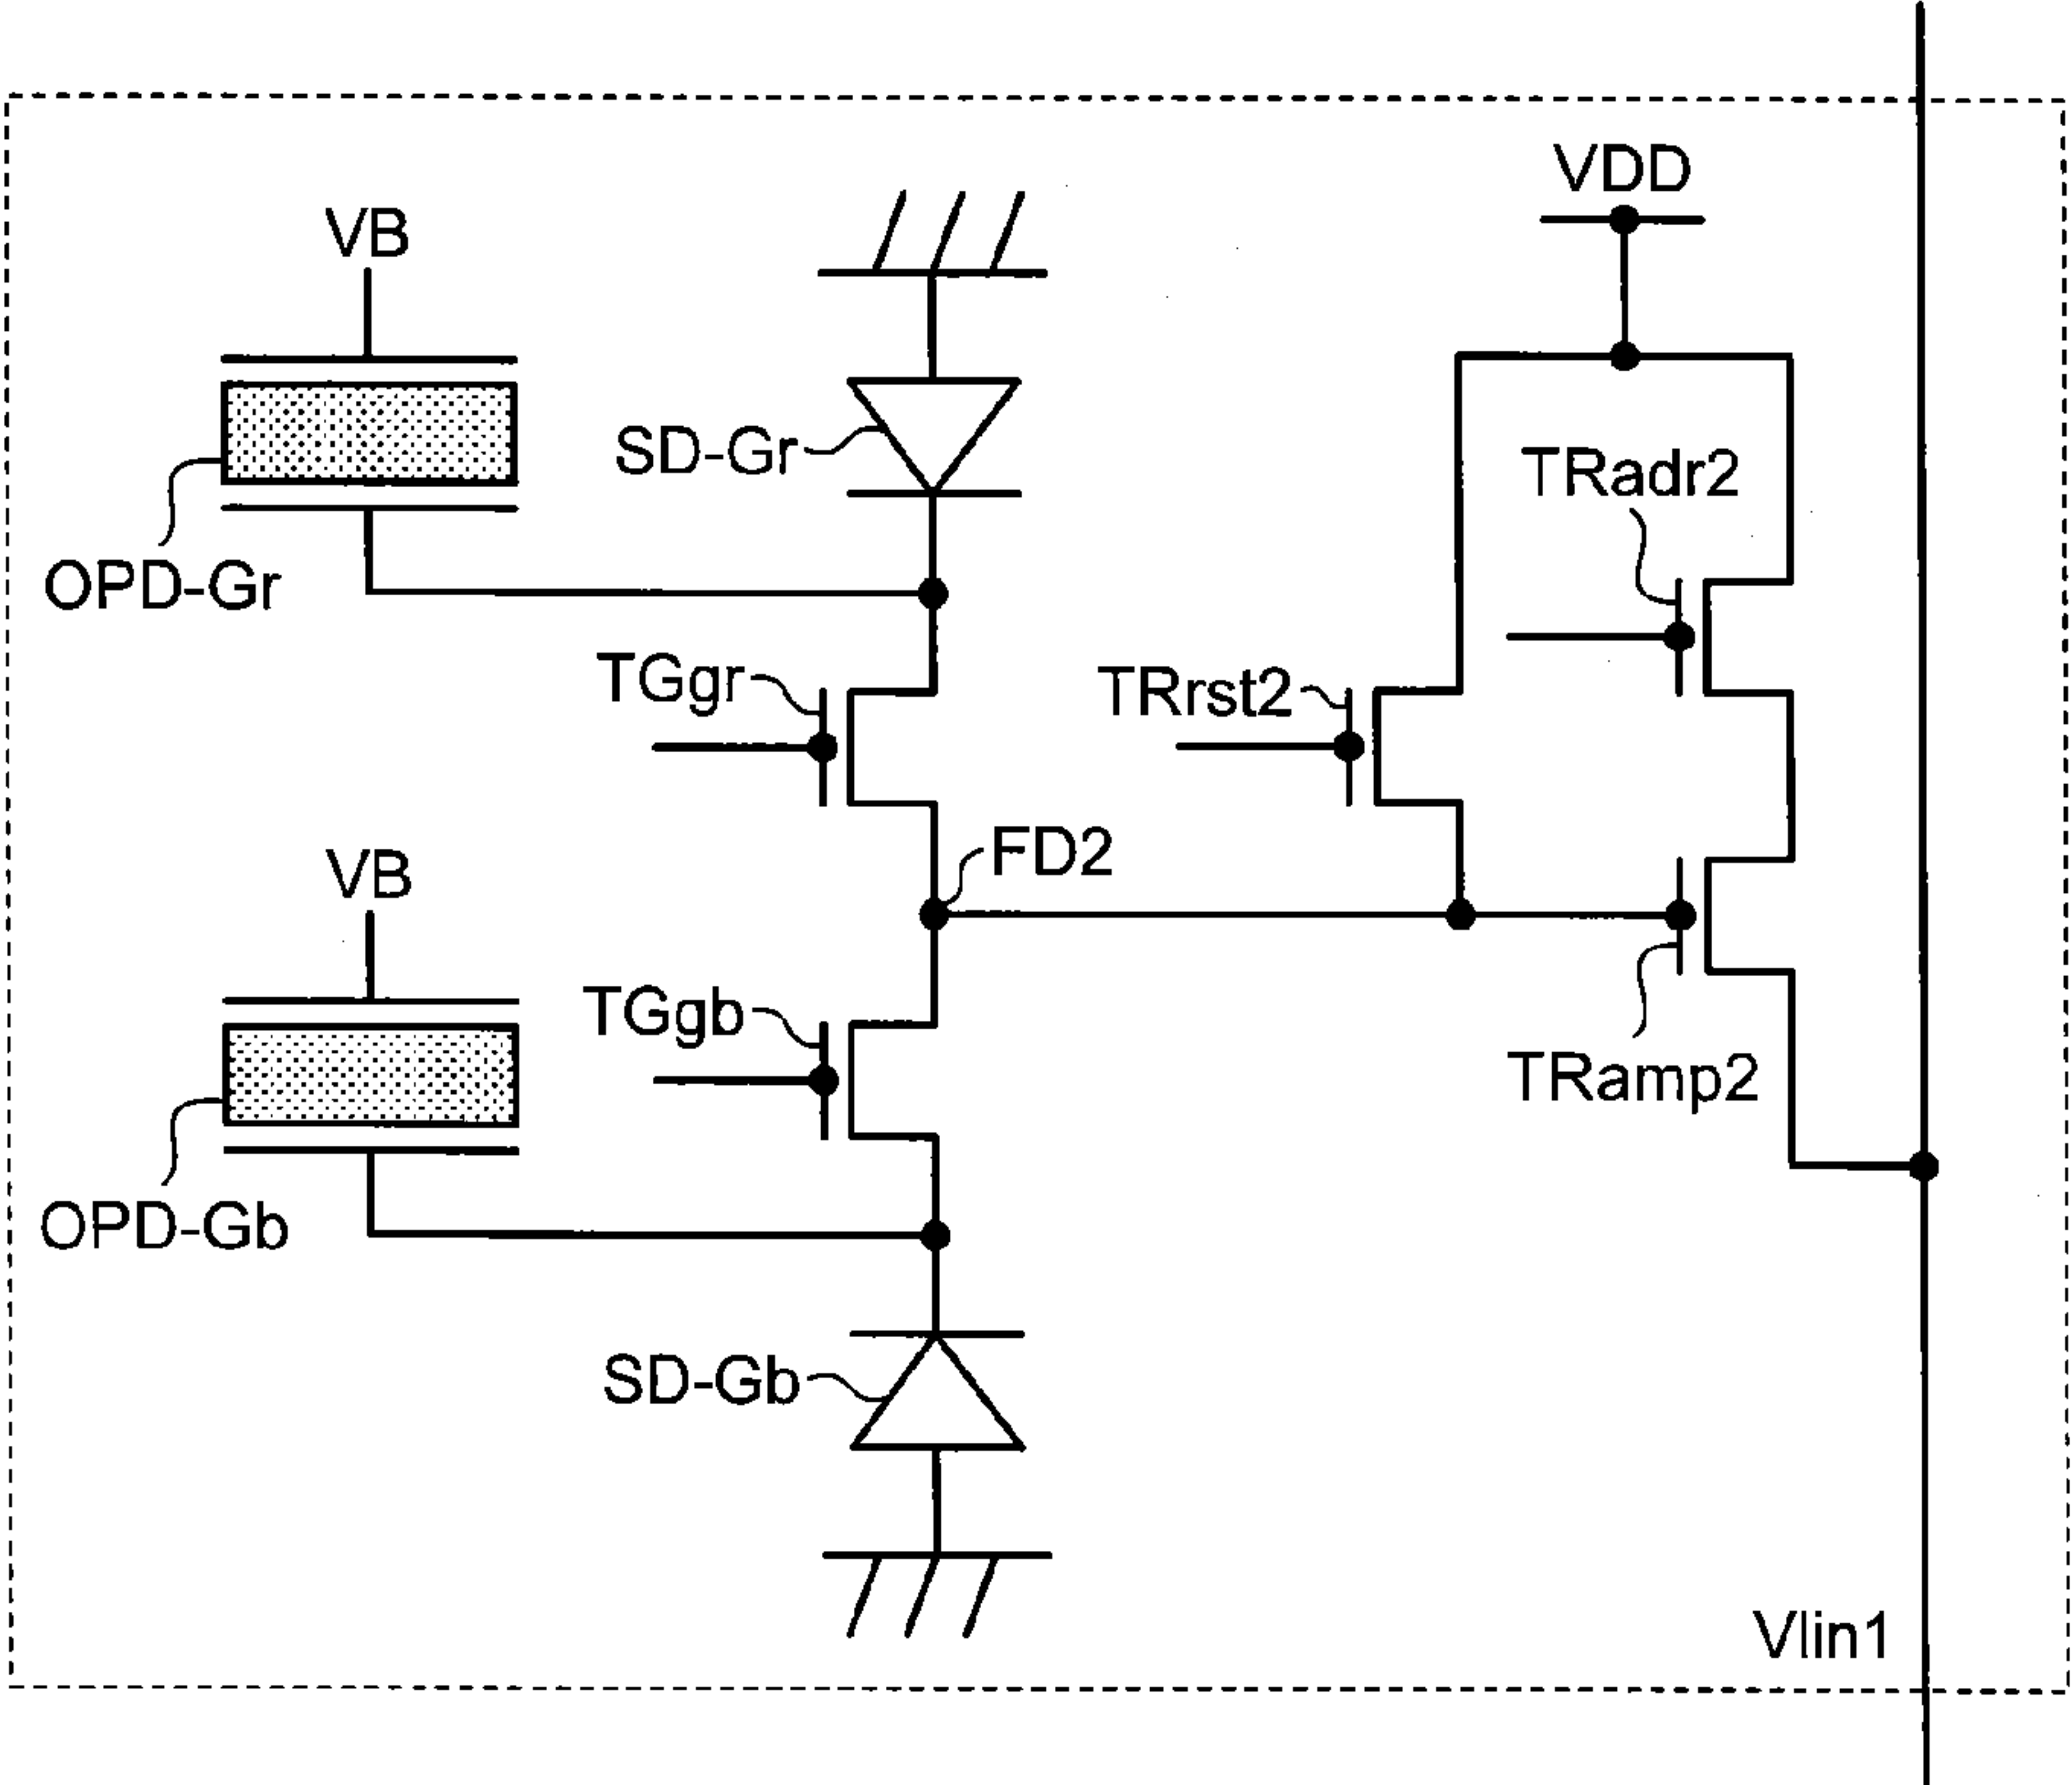 VDD
VB
SD-Gr
TRadr2
OPD-Gr
TGgr
TRrst2
FD2
VB
TGgb
TRamp2
OPD-Gb
SD-Gb
Vlin1